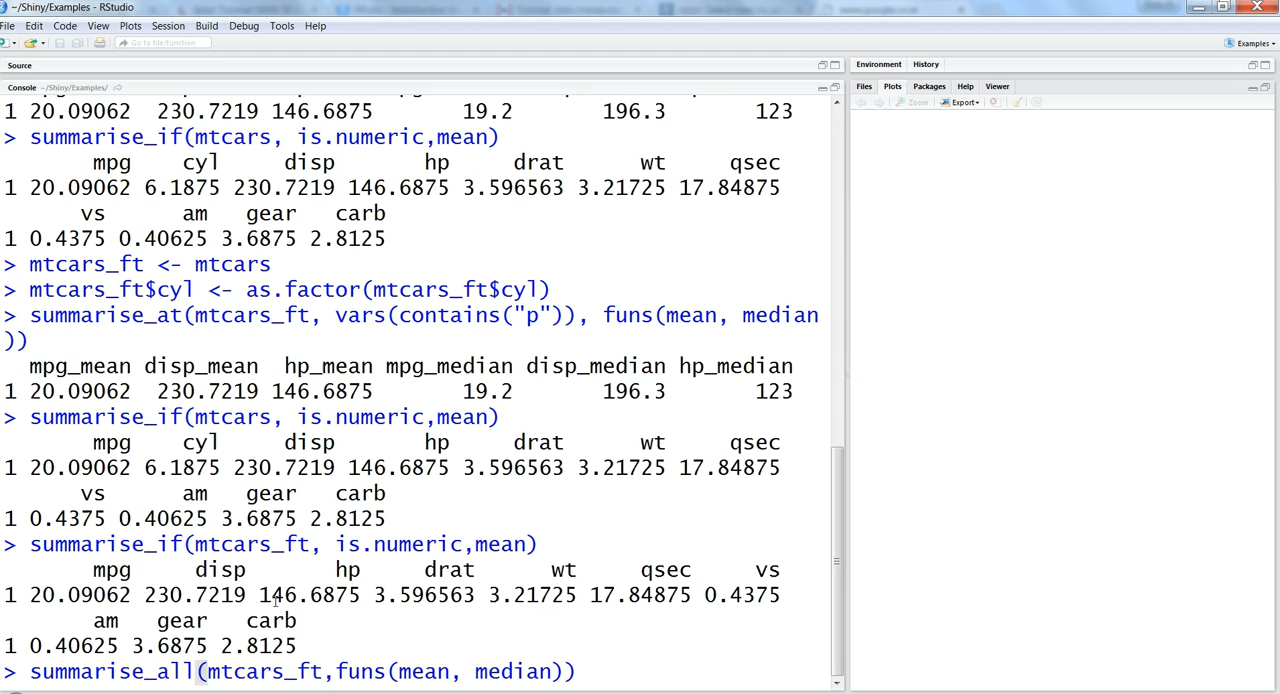 ~/Shiny/Examples - RStudio
File Edit Code View Plots Session Build Debug Tools Help
Go to file/function
Examples
Source
Console ~/Shiny/Examples/
1 20.09062 230.7219 146.6875 19.2 196.3 123
> summarise_if(mtcars, is.numeric,mean)
mpg cyl disp hp drat wt qsec
1 20.09062 6.1875 230.7219 146.6875 3.596563 3.21725 17.84875
vs am gear carb
1 0.4375 0.40625 3.6875 2.8125
> mtcars_ft <- mtcars
> mtcars_ft$cyl <- as.factor(mtcars_ft$cyl)
> summarise_at(mtcars_ft, vars(contains("p")), funs(mean, median
))
mpg_mean disp_mean hp_mean mpg_median disp_median hp_median
1 20.09062 230.7219 146.6875 19.2 196.3 123
> summarise_if(mtcars, is.numeric,mean)
mpg cyl disp hp drat wt qsec
1 20.09062 6.1875 230.7219 146.6875 3.596563 3.21725 17.84875
vs am gear carb
1 0.4375 0.40625 3.6875 2.8125
> summarise_if(mtcars_ft, is.numeric,mean)
mpg disp hp drat wt qsec vs
1 20.09062 230.7219 146.6875 3.596563 3.21725 17.84875 0.4375
am gear carb
1 0.40625 3.6875 2.8125
> summarise_all(mtcars_ft,funs(mean, median))
Environment History
Files Plots Packages Help Viewer
Zoom Export